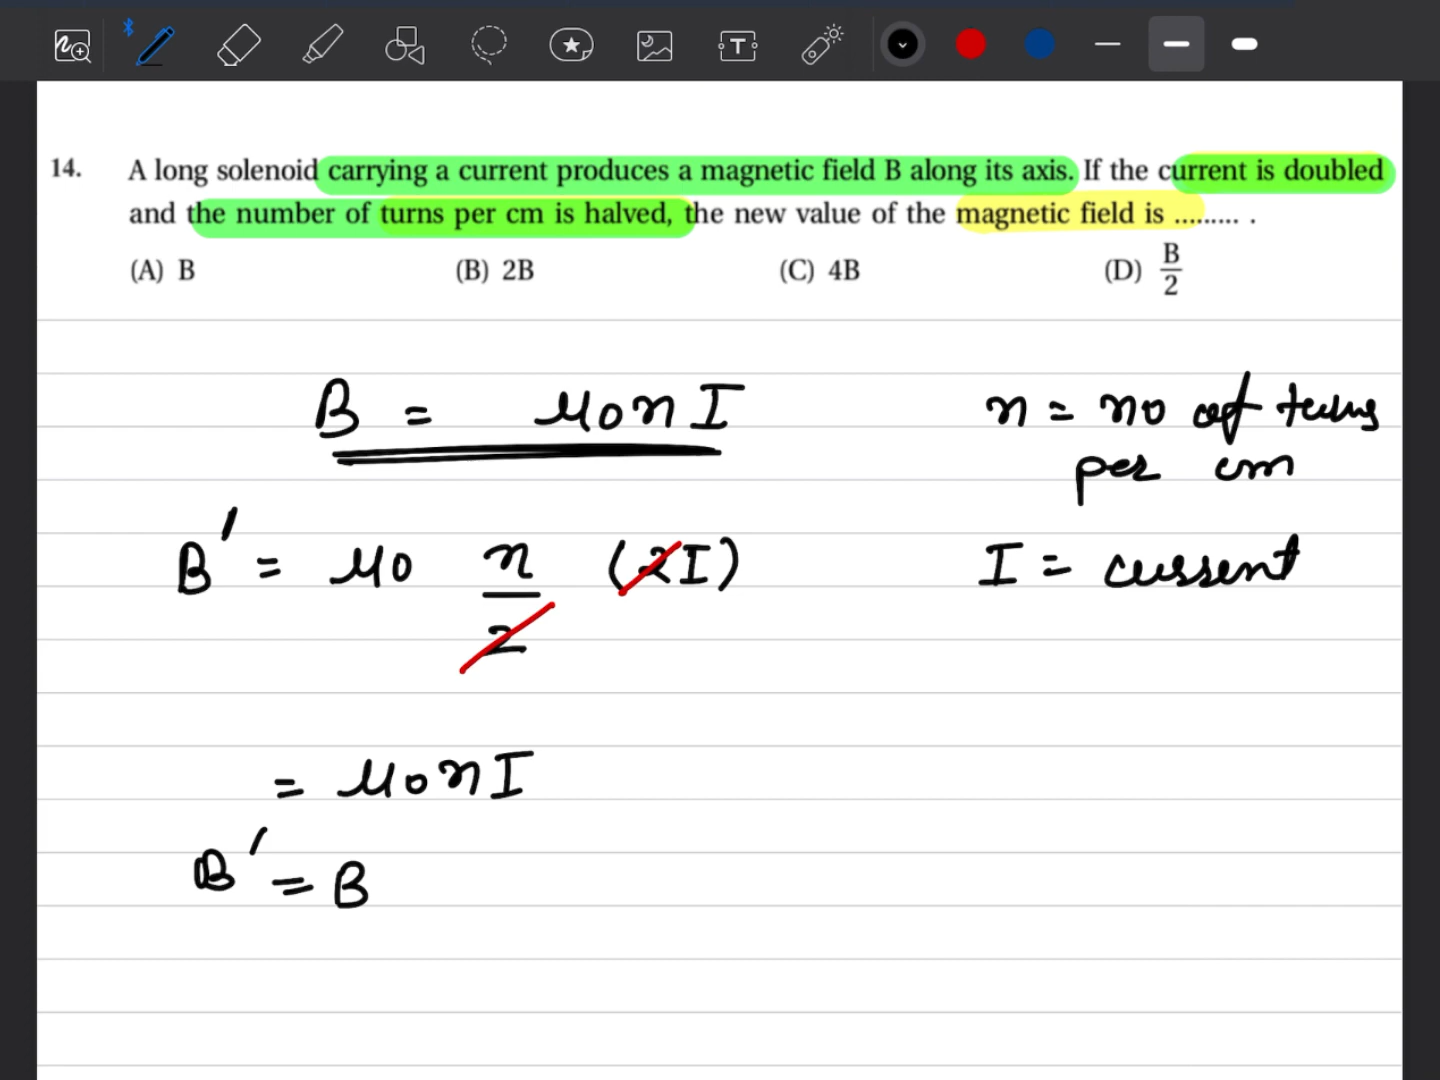 14. A long solenoid carrying a current produces a magnetic field B along its axis. If the current is doubled
and the number of turns per cm is halved, the new value of the magnetic field is ......... .
(A) B (B) 2B (C) 4B (D) B/2
B = μ0 n I
n = no of turns
per cm
B' = μ0 n/2 (2I)
I = current
= μ0 n I
B' = B